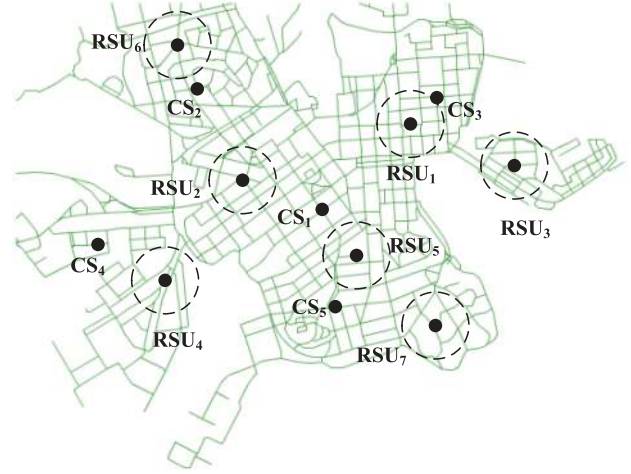 RSU₆
CS₂
CS₃
RSU₁
RSU₂
CS₁
RSU₃
RSU₅
CS₄
CS₅
RSU₄
RSU₇